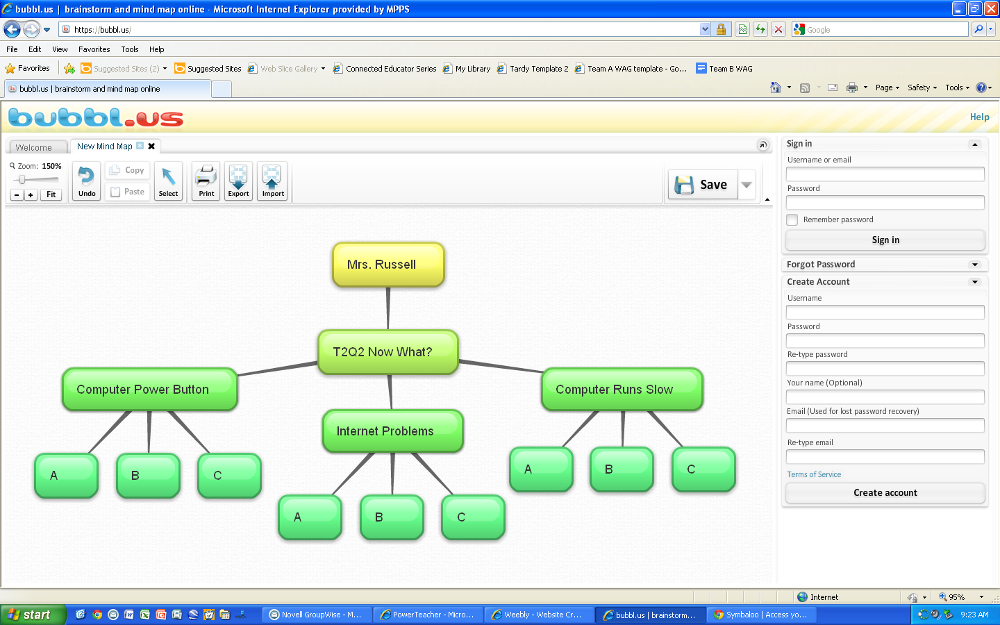 bubbl.us | brainstorm and mind map online - Microsoft Internet Explorer provided by MPPS
https://bubbl.us/
Google
File Edit View Favorites Tools Help
Favorites Suggested Sites (2) Suggested Sites Web Slice Gallery Connected Educator Series My Library Tardy Template 2 Team A WAG template - Go... Team B WAG
bubbl.us | brainstorm and mind map online
Page Safety Tools
bubbl.us
Help
Welcome New Mind Map
Zoom: 150%
Fit
Undo
Copy
Paste
Select
Print
Export
Import
Save
Mrs. Russell
T2Q2 Now What?
Computer Power Button
Computer Runs Slow
Internet Problems
A B C
A B C
A B C
Sign in
Username or email
Password
Remember password
Sign in
Forgot Password
Create Account
Username
Password
Re-type password
Your name (Optional)
Email (Used for lost password recovery)
Re-type email
Terms of Service
Create account
Internet
95%
start
Novell GroupWise - M...
PowerTeacher - Micro...
Weebly - Website Cr...
bubbl.us | brainstorm...
Symbaloo | Access yo...
9:23 AM